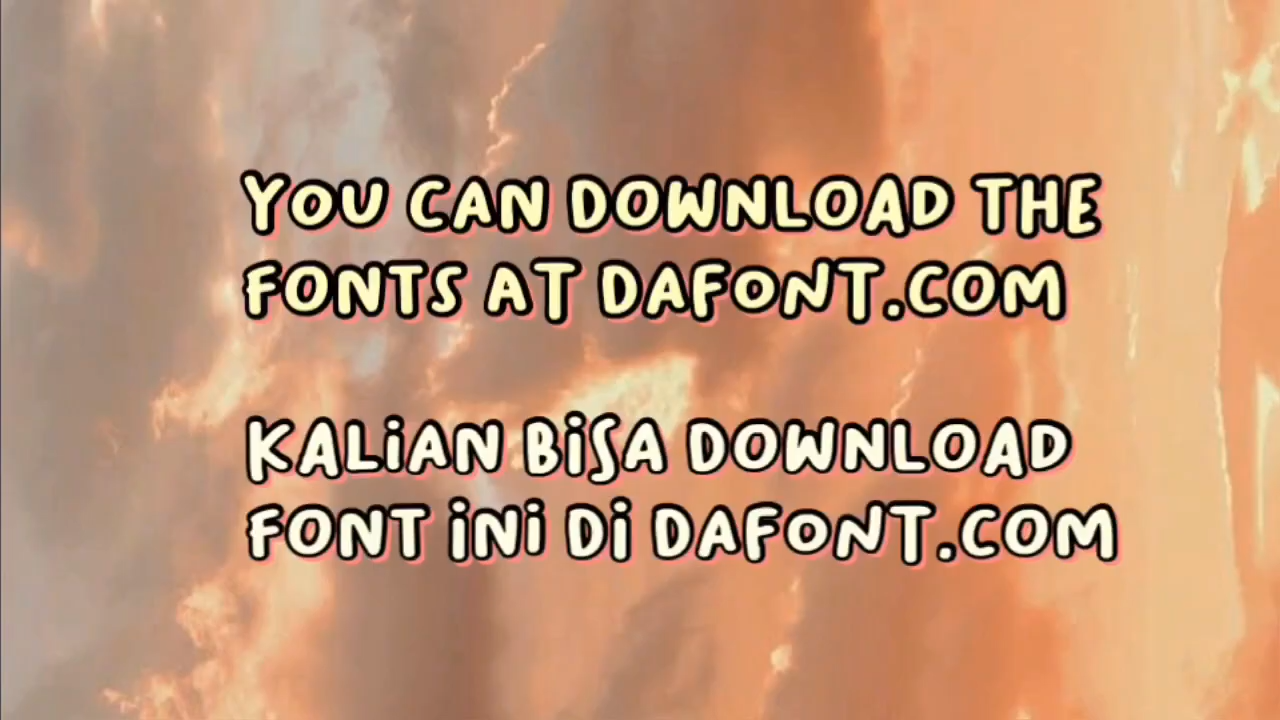 YOU CAN DOWNLOAD THE
FONTS AT DAFONT.COM
KALiAN BiSA DOWNLOAD
FONT iNi Di DAFONT.COM